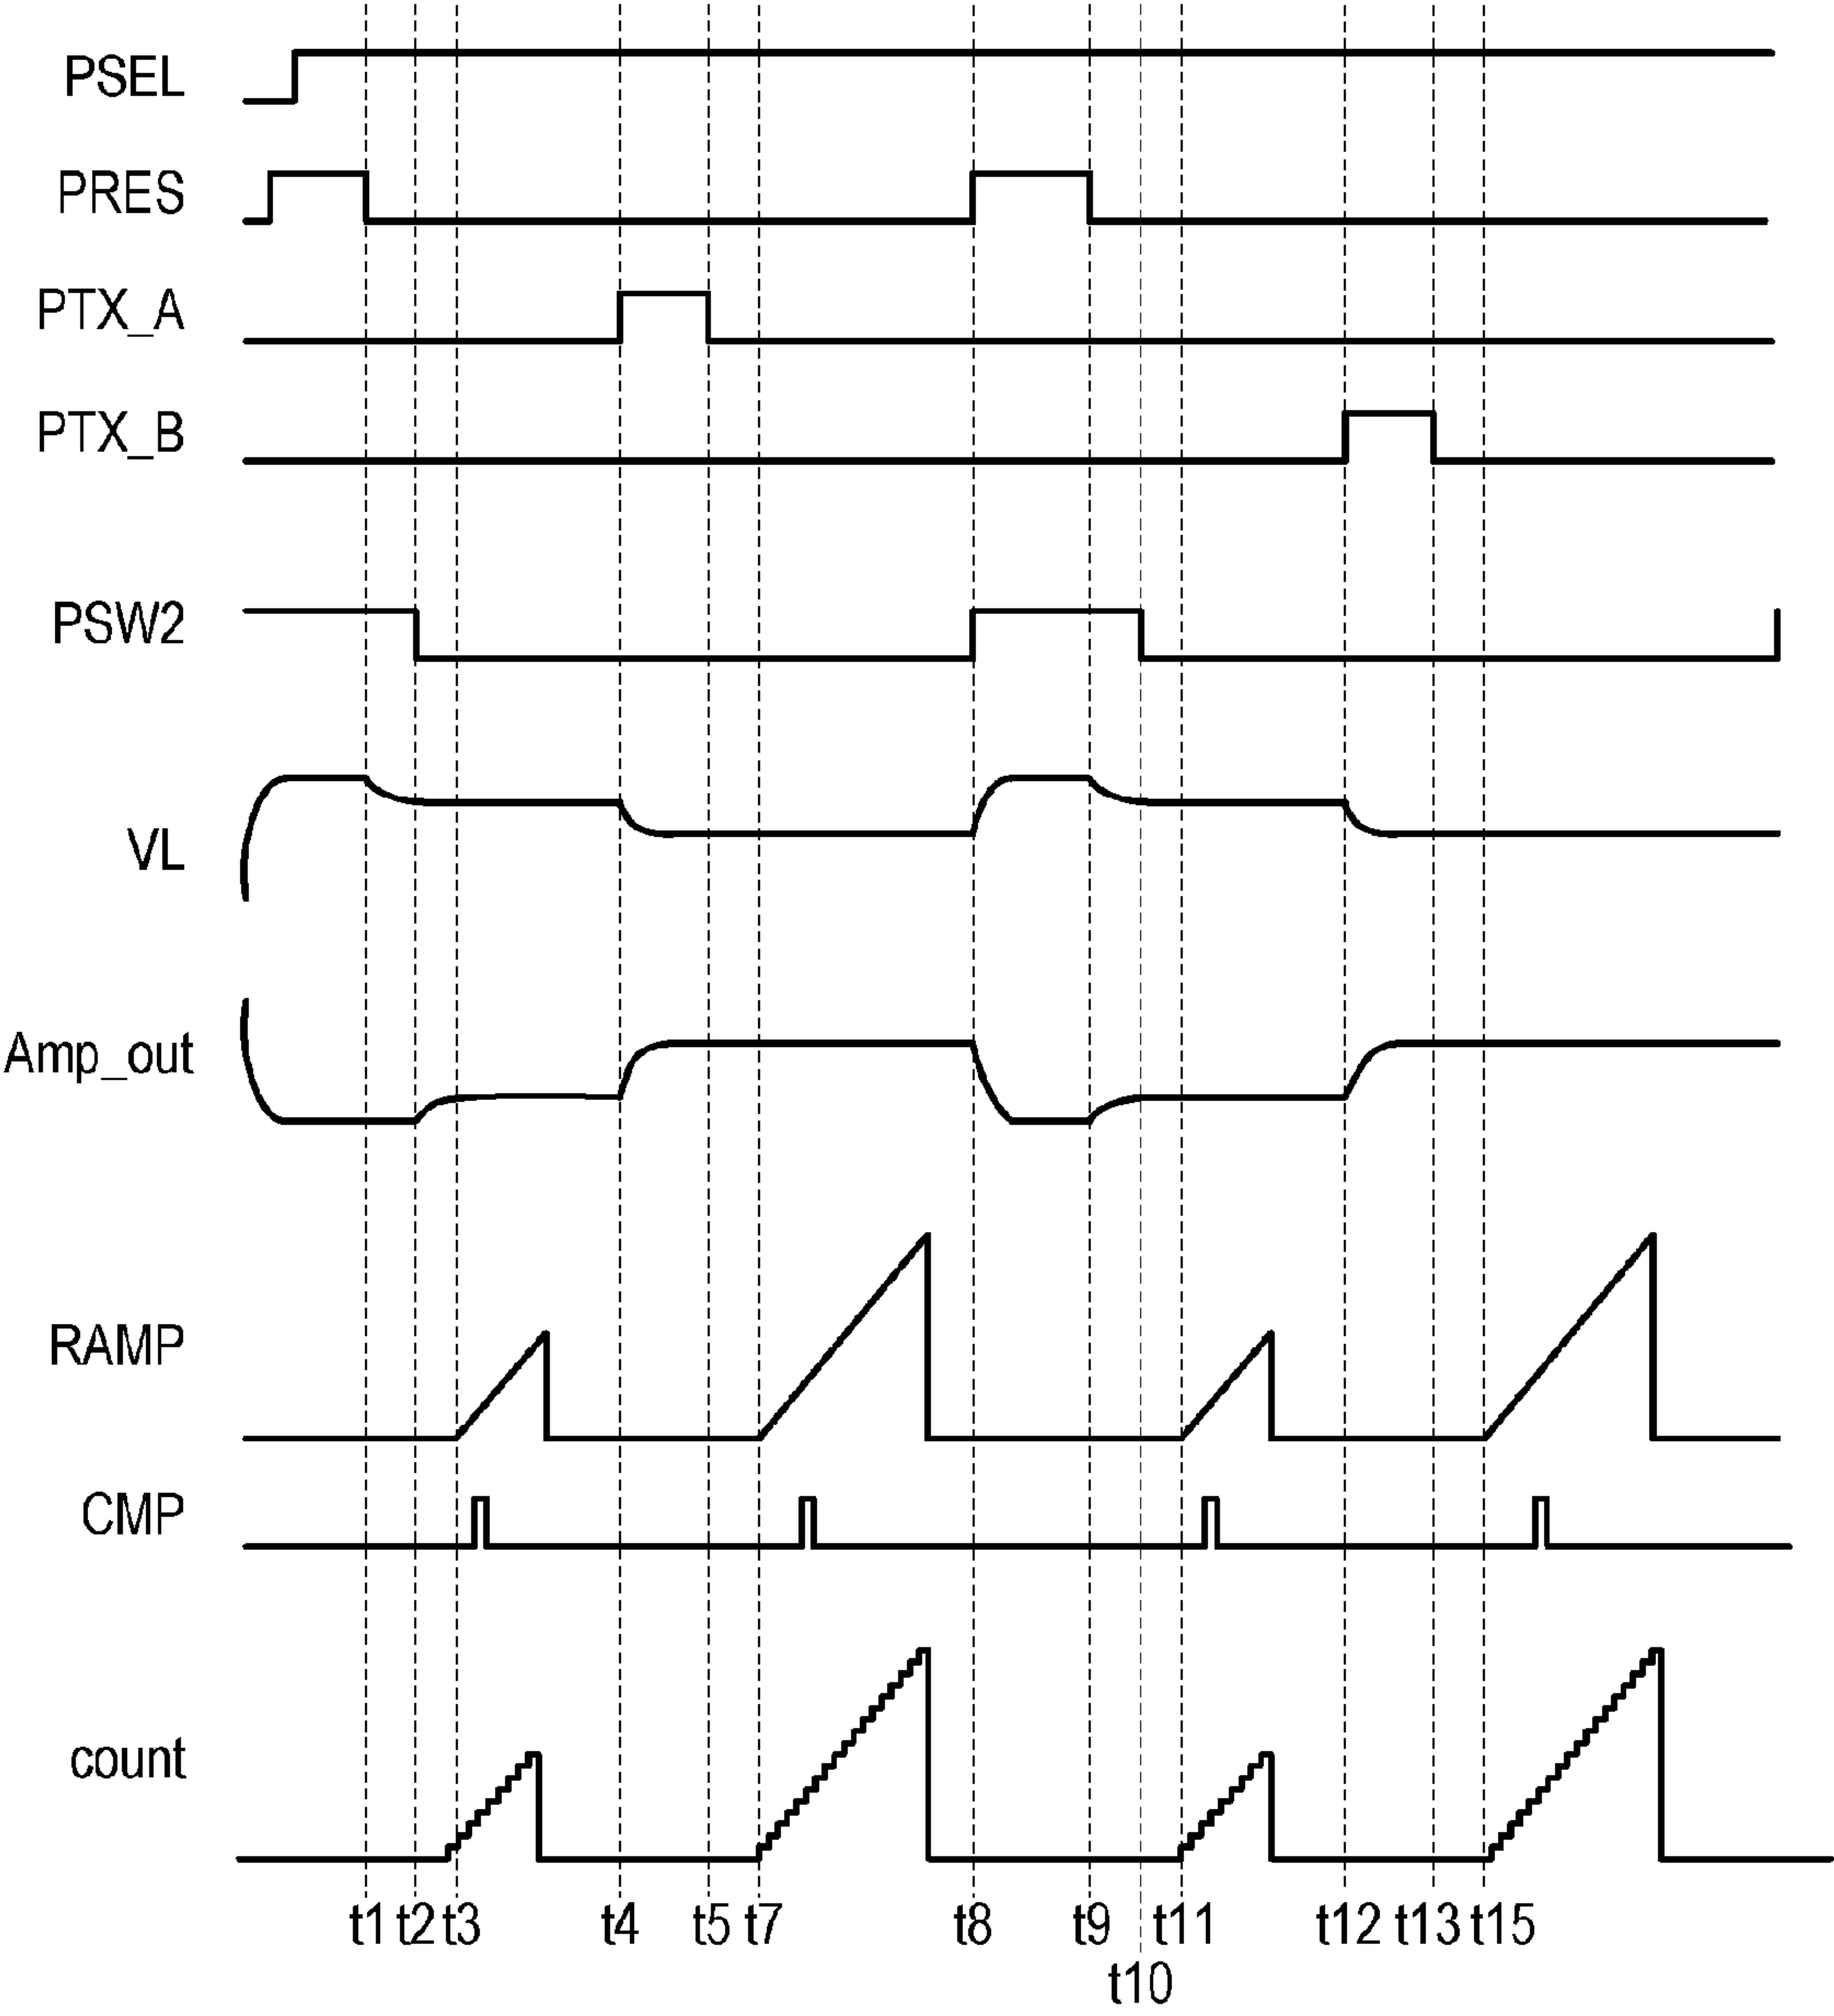 PSEL
PRES
PTX_A
PTX_B
PSW2
VL
Amp_out
RAMP
CMP
count
t1 t2 t3 t4 t5 t7 t8 t9 t11 t12 t13 t15
t10